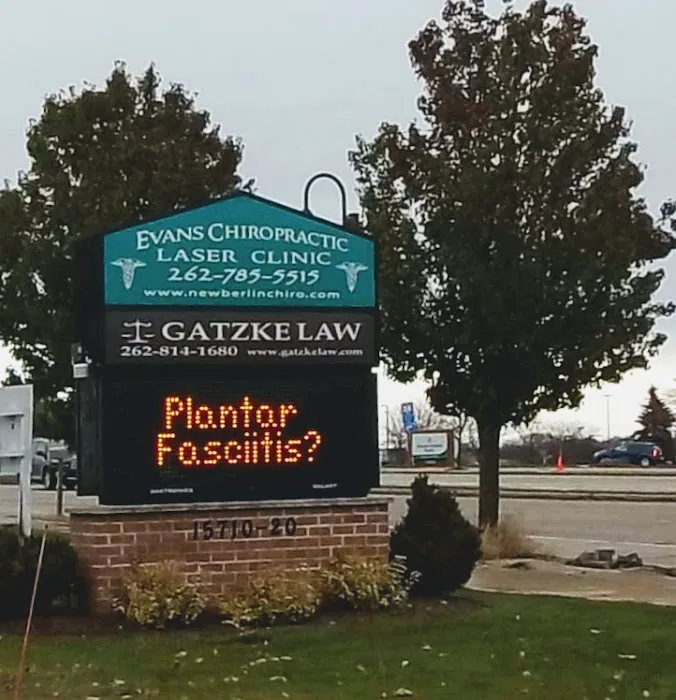 Evans Chiropractic
Laser Clinic
262-785-5515
www.newberlinchiro.com
GATZKE LAW
262-814-1680 www.gatzkelaw.com
Plantar
Fasciitis?
15710-20